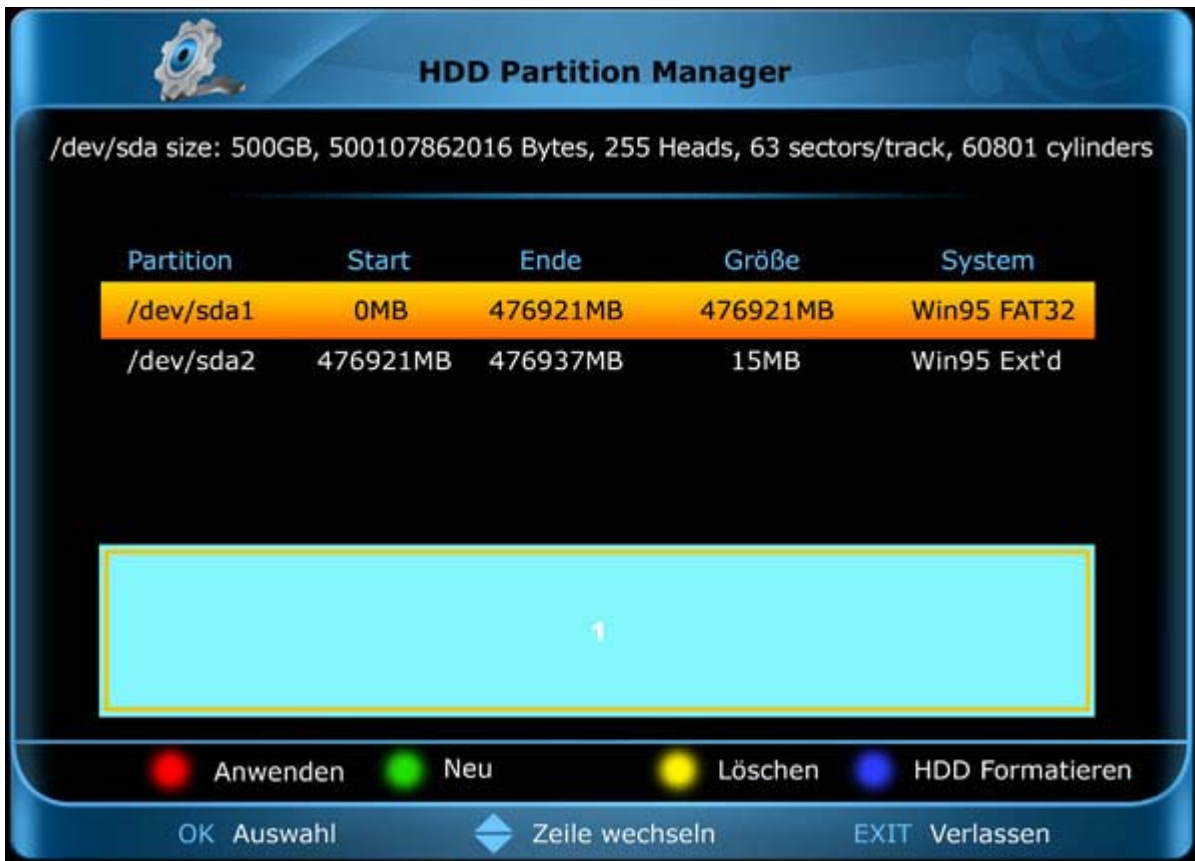 HDD Partition Manager
/dev/sda size: 500GB, 500107862016 Bytes, 255 Heads, 63 sectors/track, 60801 cylinders
Partition Start Ende Größe System
/dev/sda1 0MB 476921MB 476921MB Win95 FAT32
/dev/sda2 476921MB 476937MB 15MB Win95 Ext‘d
1
Anwenden Neu Löschen HDD Formatieren
OK Auswahl Zeile wechseln EXIT Verlassen